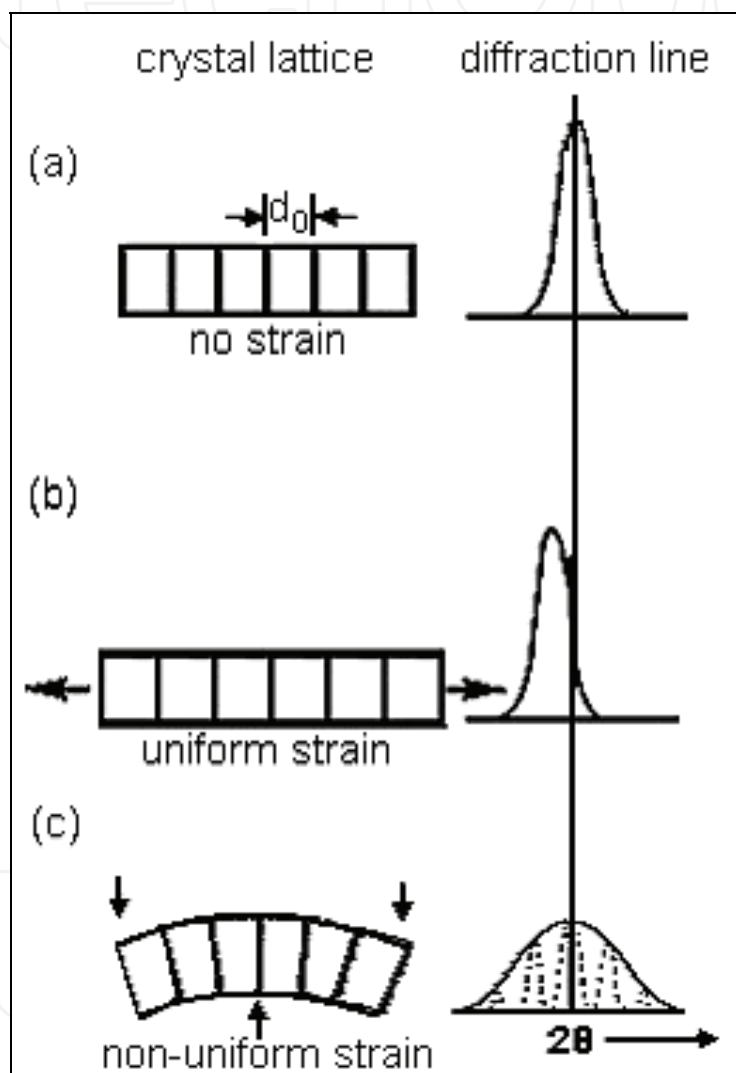 crystal lattice diffraction line
(a)
d₀
no strain
(b)
uniform strain
(c)
2θ
non-uniform strain